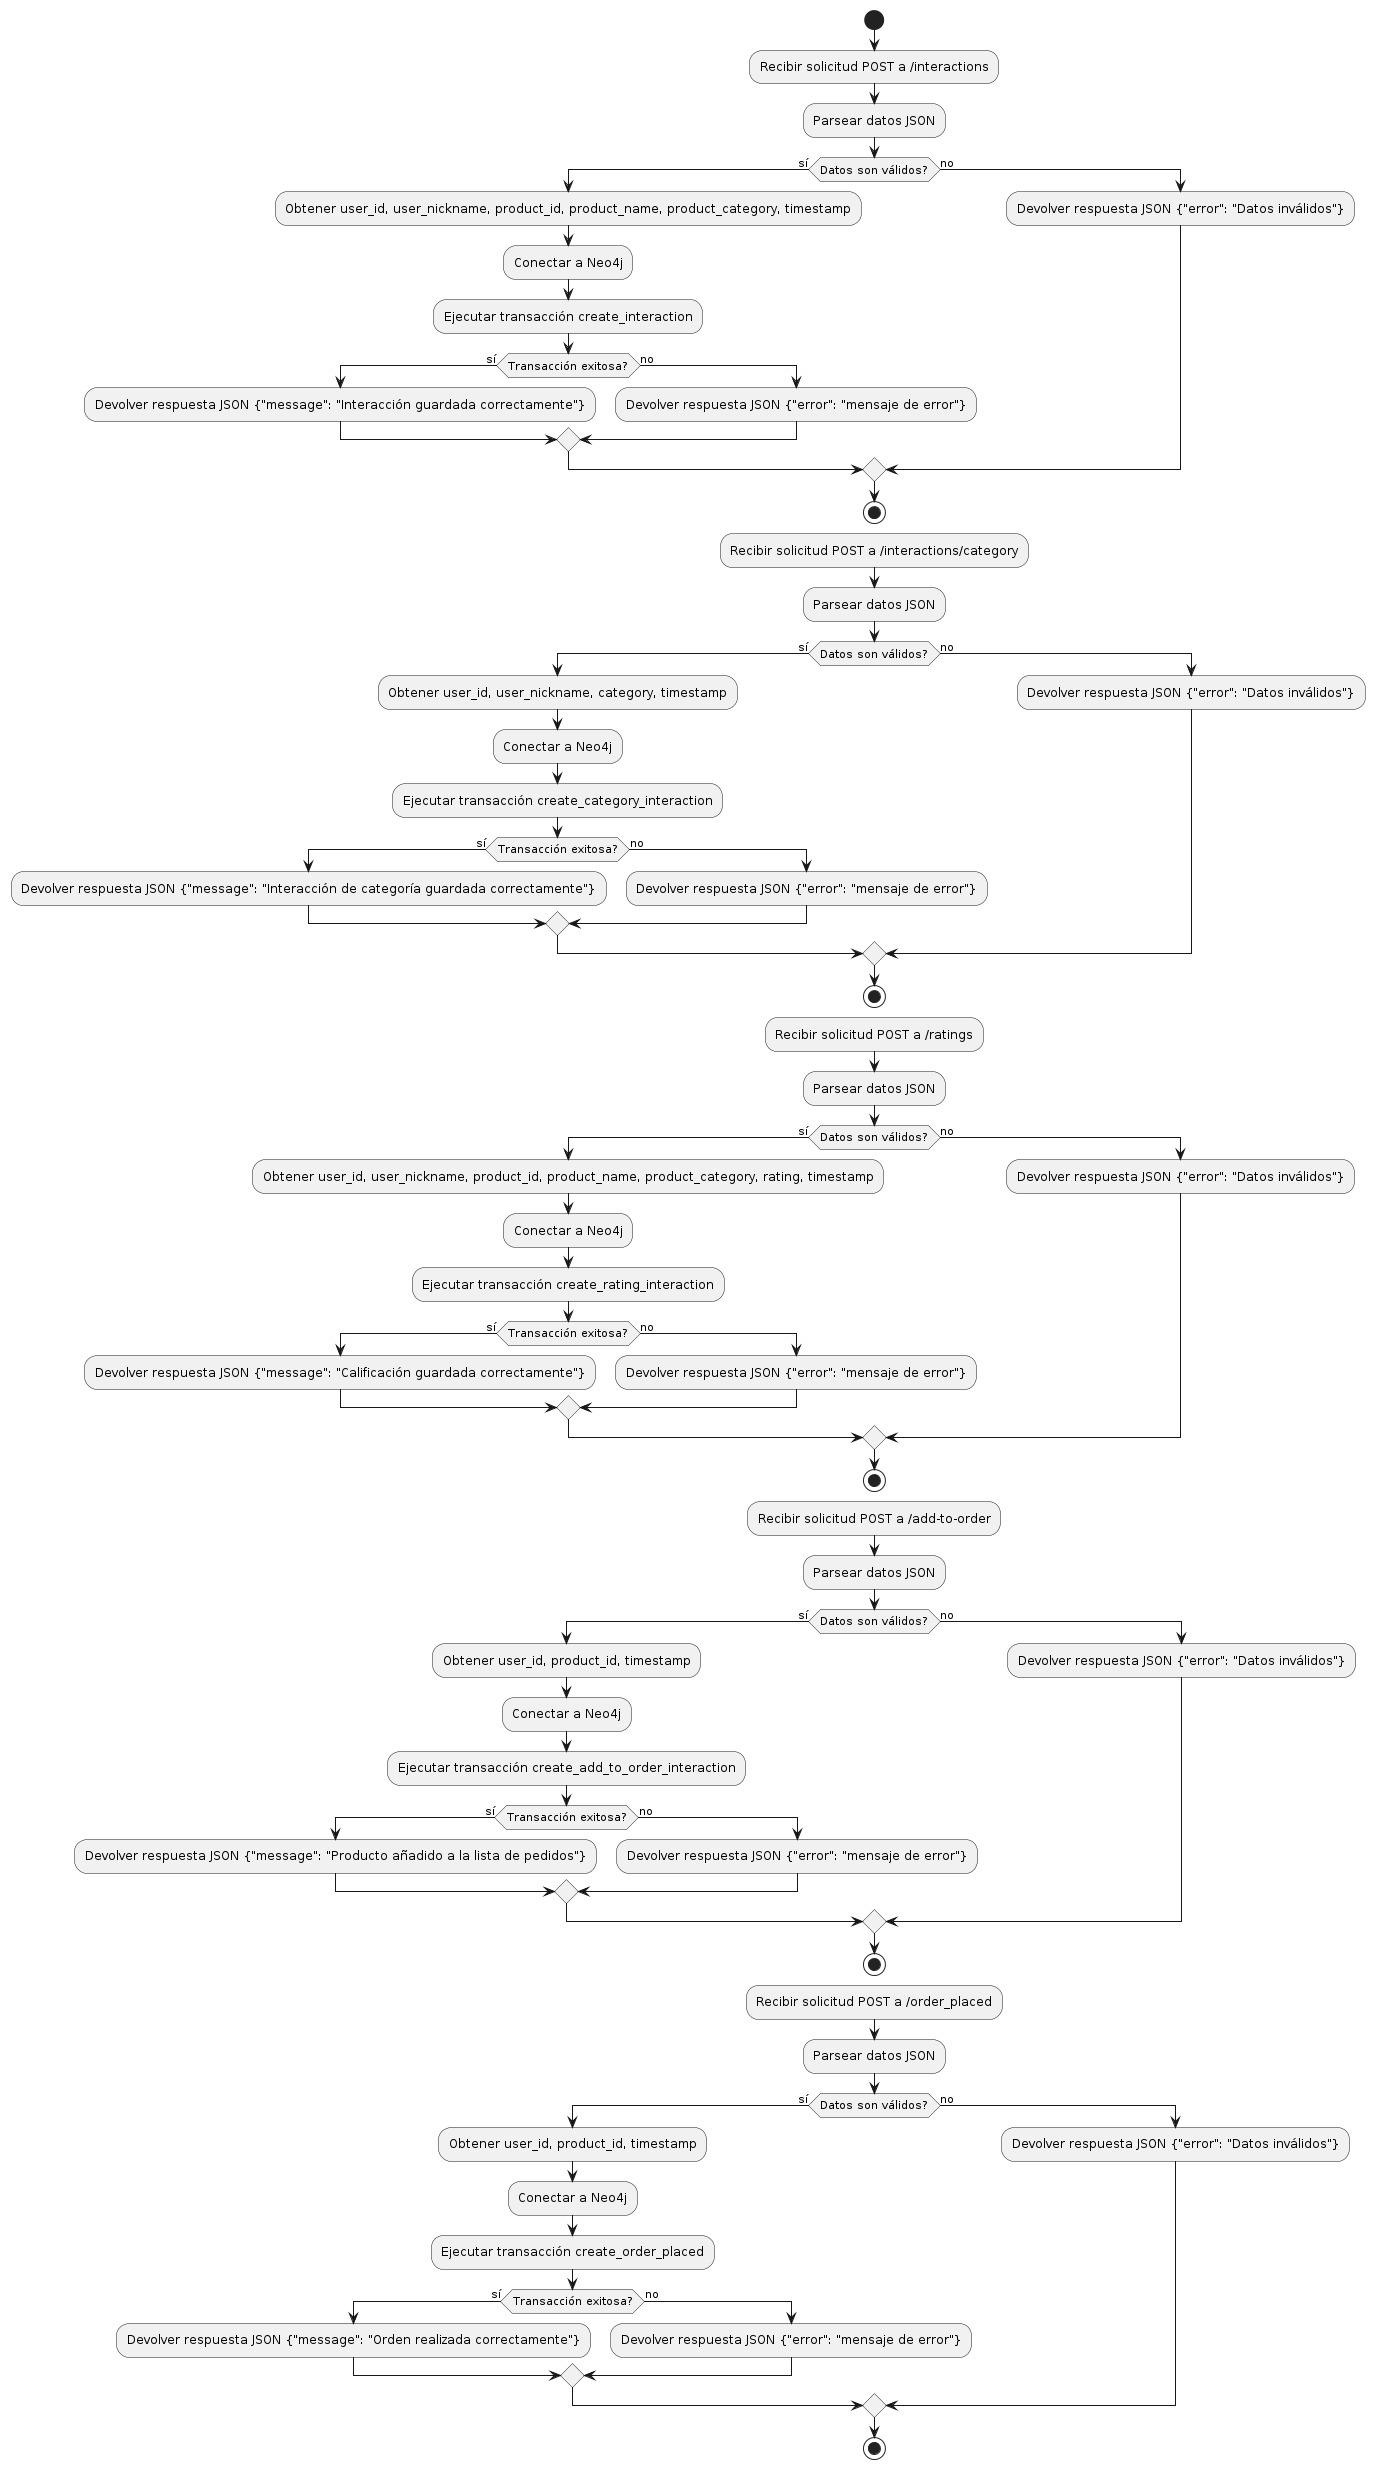 Recibir solicitud POST a /interactions
Parsear datos JSON
sí
Datos son válidos?
no
Obtener user_id, user_nickname, product_id, product_name, product_category, timestamp
Devolver respuesta JSON {"error": "Datos inválidos"}
Conectar a Neo4j
Ejecutar transacción create_interaction
sí
Transacción exitosa?
no
Devolver respuesta JSON {"message": "Interacción guardada correctamente"}
Devolver respuesta JSON {"error": "mensaje de error"}
Recibir solicitud POST a /interactions/category
Parsear datos JSON
sí
Datos son válidos?
no
Obtener user_id, user_nickname, category, timestamp
Devolver respuesta JSON {"error": "Datos inválidos"}
Conectar a Neo4j
Ejecutar transacción create_category_interaction
sí
Transacción exitosa?
no
Devolver respuesta JSON {"message": "Interacción de categoría guardada correctamente"}
Devolver respuesta JSON {"error": "mensaje de error"}
Recibir solicitud POST a /ratings
Parsear datos JSON
sí
Datos son válidos?
no
Obtener user_id, user_nickname, product_id, product_name, product_category, rating, timestamp
Devolver respuesta JSON {"error": "Datos inválidos"}
Conectar a Neo4j
Ejecutar transacción create_rating_interaction
sí
Transacción exitosa?
no
Devolver respuesta JSON {"message": "Calificación guardada correctamente"}
Devolver respuesta JSON {"error": "mensaje de error"}
Recibir solicitud POST a /add-to-order
Parsear datos JSON
sí
Datos son válidos?
no
Obtener user_id, product_id, timestamp
Devolver respuesta JSON {"error": "Datos inválidos"}
Conectar a Neo4j
Ejecutar transacción create_add_to_order_interaction
sí
Transacción exitosa?
no
Devolver respuesta JSON {"message": "Producto añadido a la lista de pedidos"}
Devolver respuesta JSON {"error": "mensaje de error"}
Recibir solicitud POST a /order_placed
Parsear datos JSON
sí
Datos son válidos?
no
Obtener user_id, product_id, timestamp
Devolver respuesta JSON {"error": "Datos inválidos"}
Conectar a Neo4j
Ejecutar transacción create_order_placed
sí
Transacción exitosa?
no
Devolver respuesta JSON {"message": "Orden realizada correctamente"}
Devolver respuesta JSON {"error": "mensaje de error"}